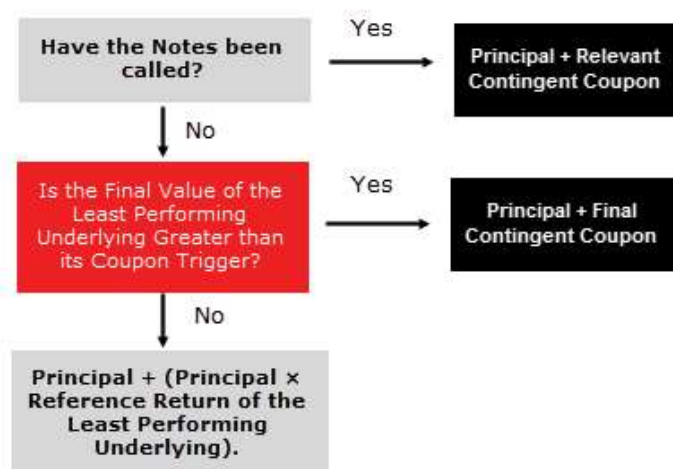 Have the Notes been
called?
Yes
Principal + Relevant
Contingent Coupon
No
Is the Final Value of the
Least Performing
Underlying Greater than
its Coupon Trigger?
Yes
Principal + Final
Contingent Coupon
No
Principal + (Principal ×
Reference Return of the
Least Performing
Underlying).